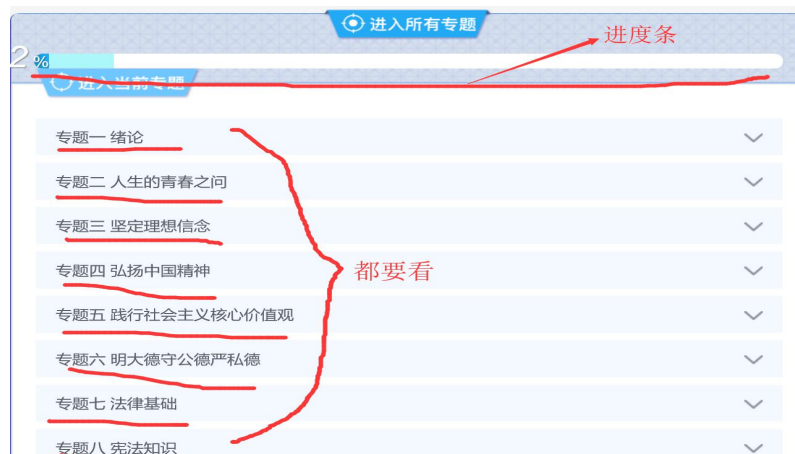 进入所有专题
进度条
2%
进入当前专题
专题一 绪论
专题二 人生的青春之问
专题三 坚定理想信念
专题四 弘扬中国精神
都要看
专题五 践行社会主义核心价值观
专题六 明大德守公德严私德
专题七 法律基础
专题八 宪法知识